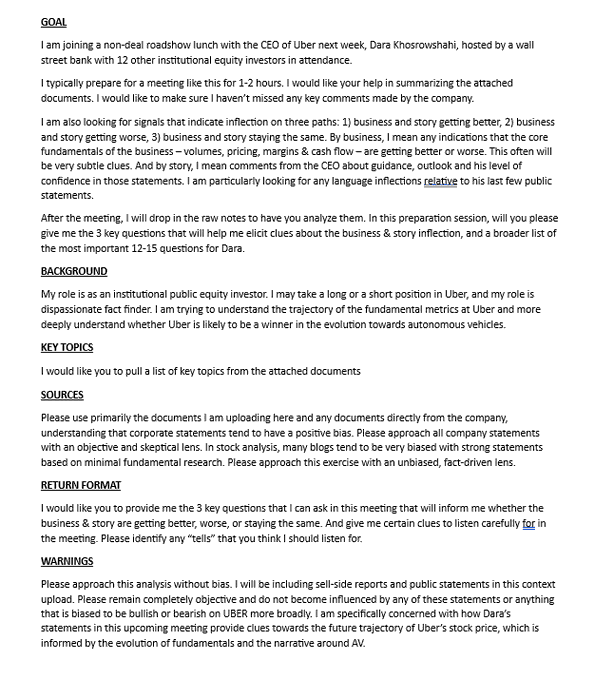 GOAL
I am joining a non-deal roadshow lunch with the CEO of Uber next week, Dara Khosrowshahi, hosted by a wall
street bank with 12 other institutional equity investors in attendance.
I typically prepare for a meeting like this for 1-2 hours. I would like your help in summarizing the attached
documents. I would like to make sure I haven't missed any key comments made by the company.
I am also looking for signals that indicate inflection on three paths: 1) business and story getting better, 2) business
and story getting worse, 3) business and story staying the same. By business, I mean any indications that the core
fundamentals of the business – volumes, pricing, margins & cash flow – are getting better or worse. This often will
be very subtle clues. And by story, I mean comments from the CEO about guidance, outlook and his level of
confidence in those statements. I am particularly looking for any language inflections relative to his last few public
statements.
After the meeting, I will drop in the raw notes to have you analyze them. In this preparation session, will you please
give me the 3 key questions that will help me elicit clues about the business & story inflection, and a broader list of
the most important 12-15 questions for Dara.
BACKGROUND
My role is as an institutional public equity investor. I may take a long or a short position in Uber, and my role is
dispassionate fact finder. I am trying to understand the trajectory of the fundamental metrics at Uber and more
deeply understand whether Uber is likely to be a winner in the evolution towards autonomous vehicles.
KEY TOPICS
I would like you to pull a list of key topics from the attached documents
SOURCES
Please use primarily the documents I am uploading here and any documents directly from the company,
understanding that corporate statements tend to have a positive bias. Please approach all company statements
with an objective and skeptical lens. In stock analysis, many blogs tend to be very biased with strong statements
based on minimal fundamental research. Please approach this exercise with an unbiased, fact-driven lens.
RETURN FORMAT
I would like you to provide me the 3 key questions that I can ask in this meeting that will inform me whether the
business & story are getting better, worse, or staying the same. And give me certain clues to listen carefully for in
the meeting. Please identify any "tells" that you think I should listen for.
WARNINGS
Please approach this analysis without bias. I will be including sell-side reports and public statements in this context
upload. Please remain completely objective and do not become influenced by any of these statements or anything
that is biased to be bullish or bearish on UBER more broadly. I am specifically concerned with how Dara's
statements in this upcoming meeting provide clues towards the future trajectory of Uber's stock price, which is
informed by the evolution of fundamentals and the narrative around AV.